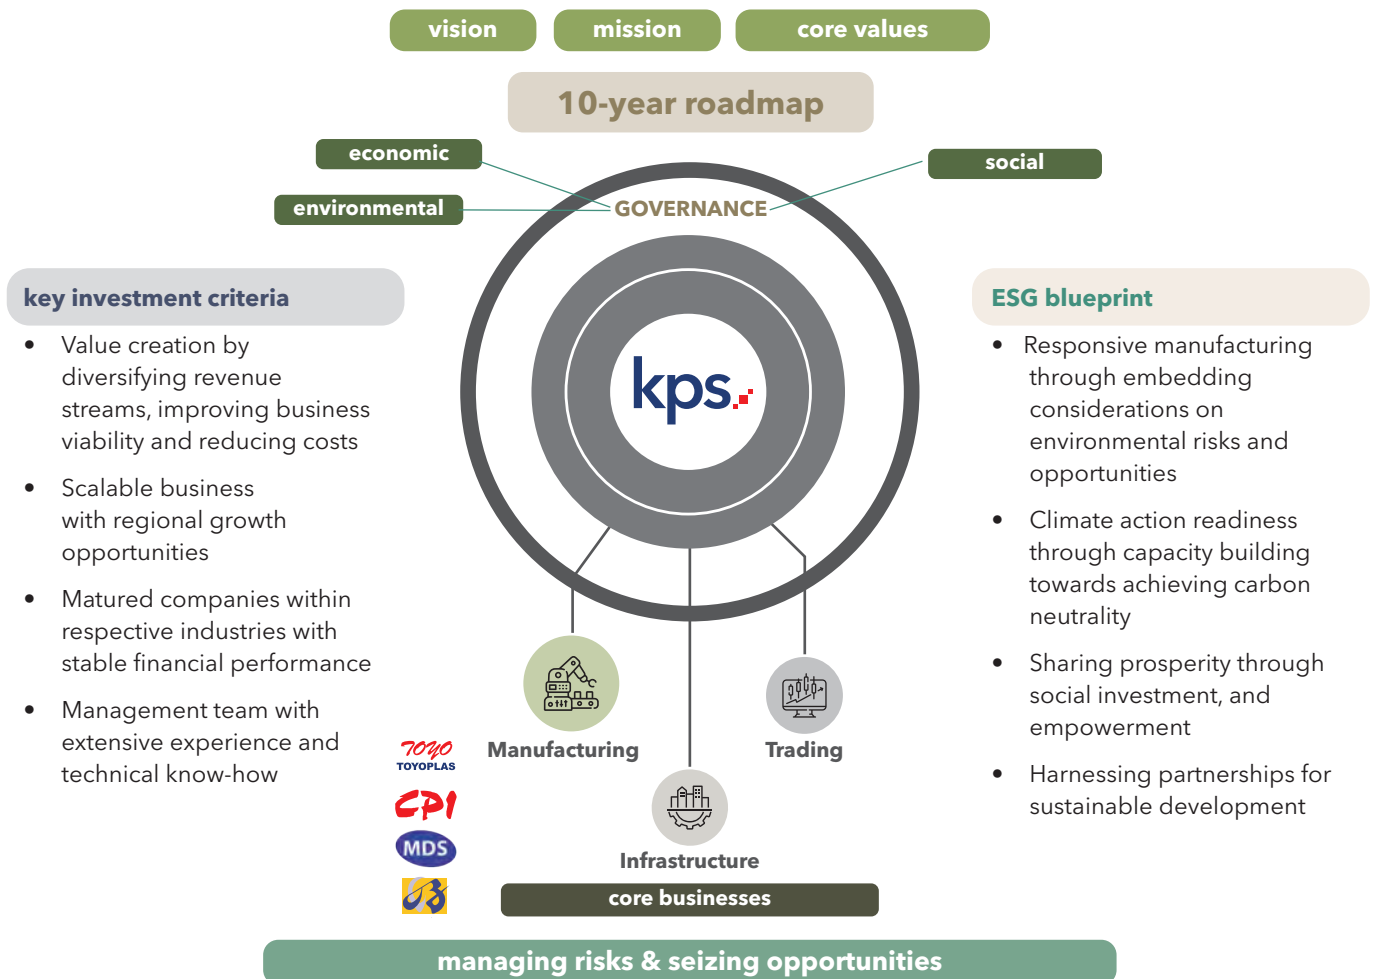 vision
mission
core values
10-year roadmap
economic
social
environmental
GOVERNANCE
key investment criteria
• Value creation by
diversifying revenue
streams, improving business
viability and reducing costs
• Scalable business
with regional growth
opportunities
• Matured companies within
respective industries with
stable financial performance
• Management team with
extensive experience and
technical know-how
kps
ESG blueprint
• Responsive manufacturing
through embedding
considerations on
environmental risks and
opportunities
• Climate action readiness
through capacity building
towards achieving carbon
neutrality
• Sharing prosperity through
social investment, and
empowerment
• Harnessing partnerships for
sustainable development
TOYO
TOYOPLAS
CPI
MDS
Manufacturing
Trading
Infrastructure
core businesses
managing risks & seizing opportunities